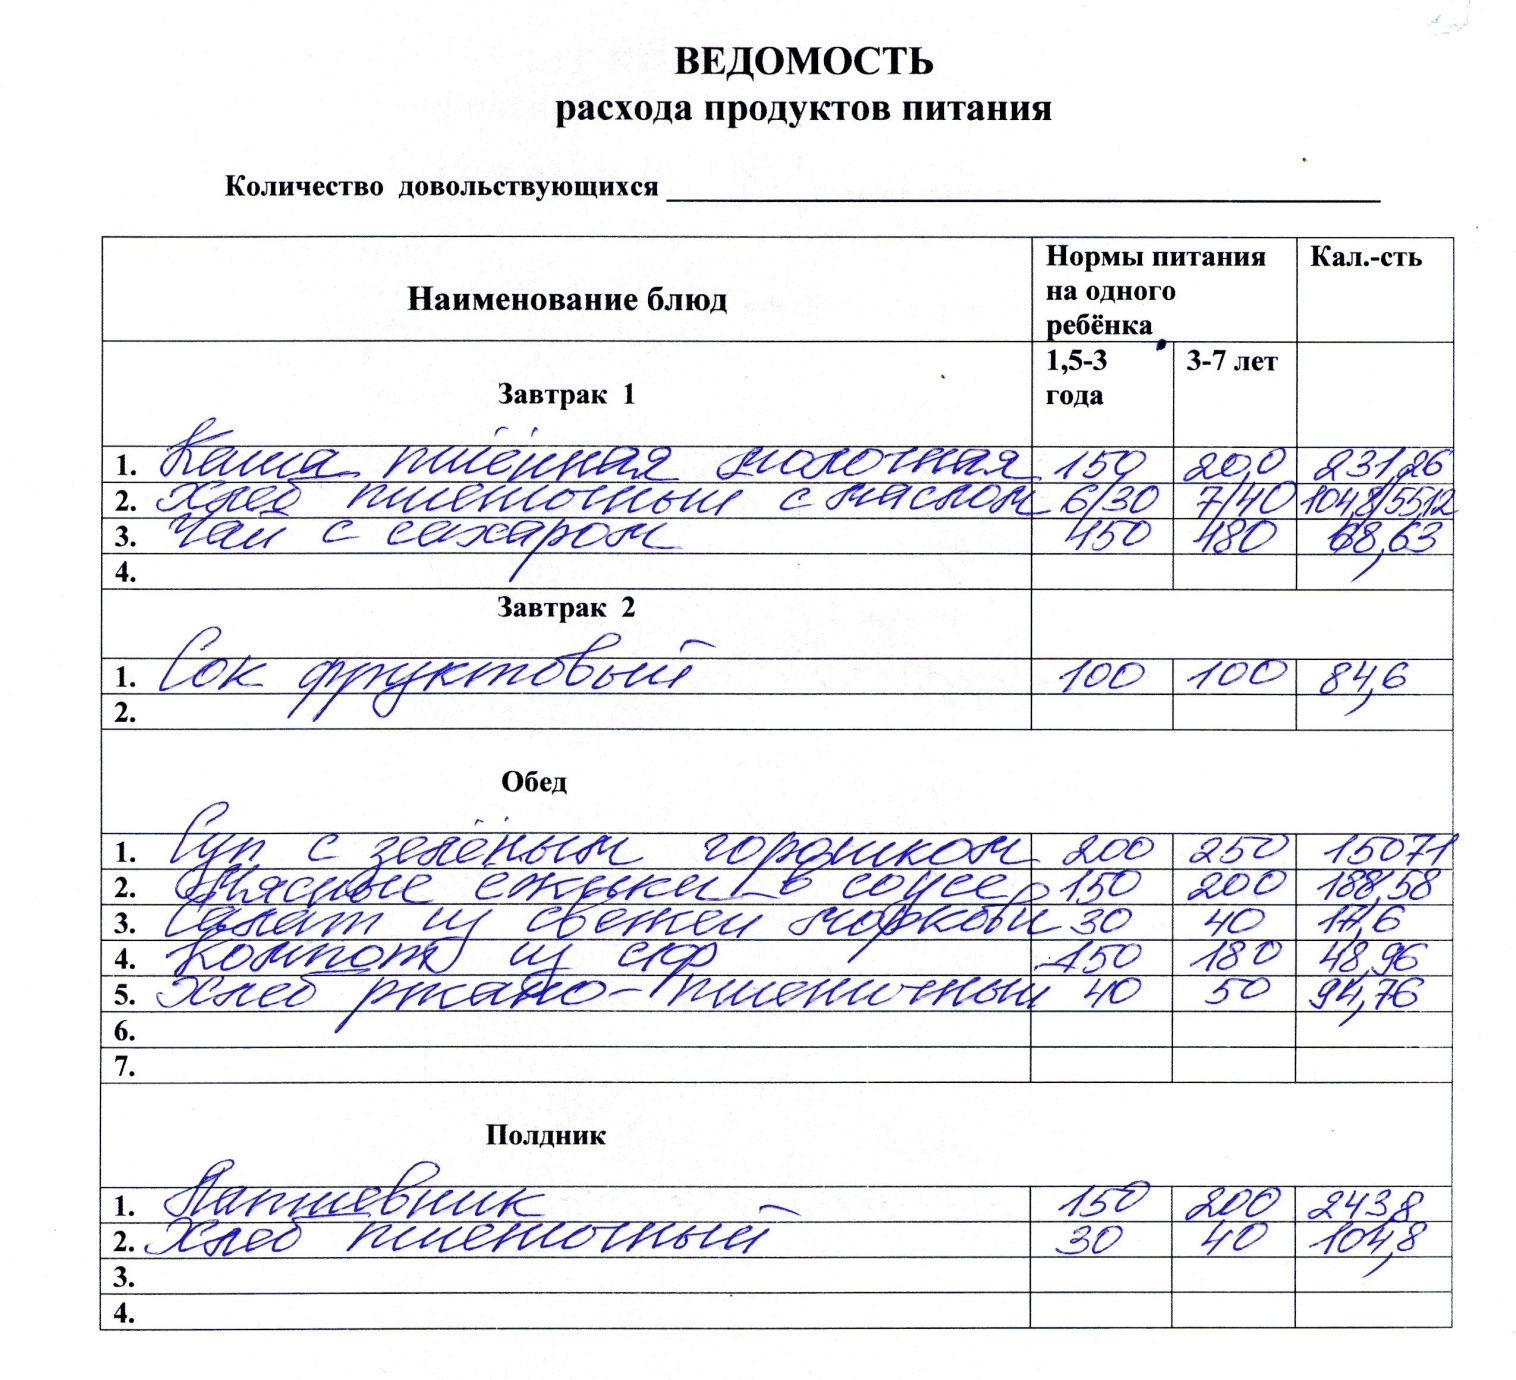 ВЕДОМОСТЬ
расхода продуктов питания
Количество довольствующихся
Наименование блюд
Нормы питания на одного ребёнка
Кал.-сть
Завтрак 1
1,5-3 года
3-7 лет
1. Каша пшённая молочная 150 200 231,26
2. Хлеб пшеничный с маслом 6/30 7/40 104,8/55,12
3. Чай с сахаром 150 180 68,63
4.
Завтрак 2
1. Сок фруктовый 100 100 84,6
2.
Обед
1. Суп с зелёным горошком 200 250 150,71
2. Мясные ёжики в соусе 150 200 188,58
3. Салат из свежей моркови 30 40 17,6
4. Компот из с/ф 150 180 48,96
5. Хлеб ржано-пшеничный 40 50 94,76
6.
7.
Полдник
1. Лапшевник 150 200 243,8
2. Хлеб пшеничный 30 40 104,8
3.
4.